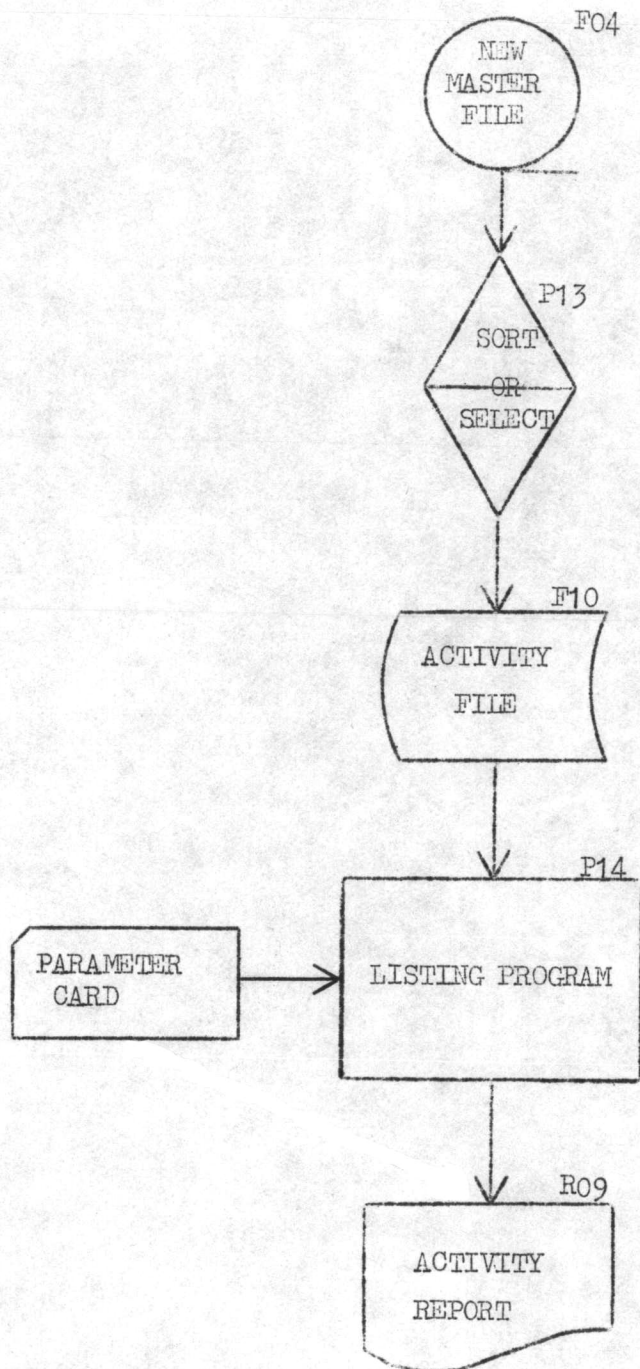 F04
NEW
MASTER
FILE
P13
SORT
OR
SELECT
F10
ACTIVITY
FILE
P14
PARAMETER
CARD
LISTING PROGRAM
R09
ACTIVITY
REPORT